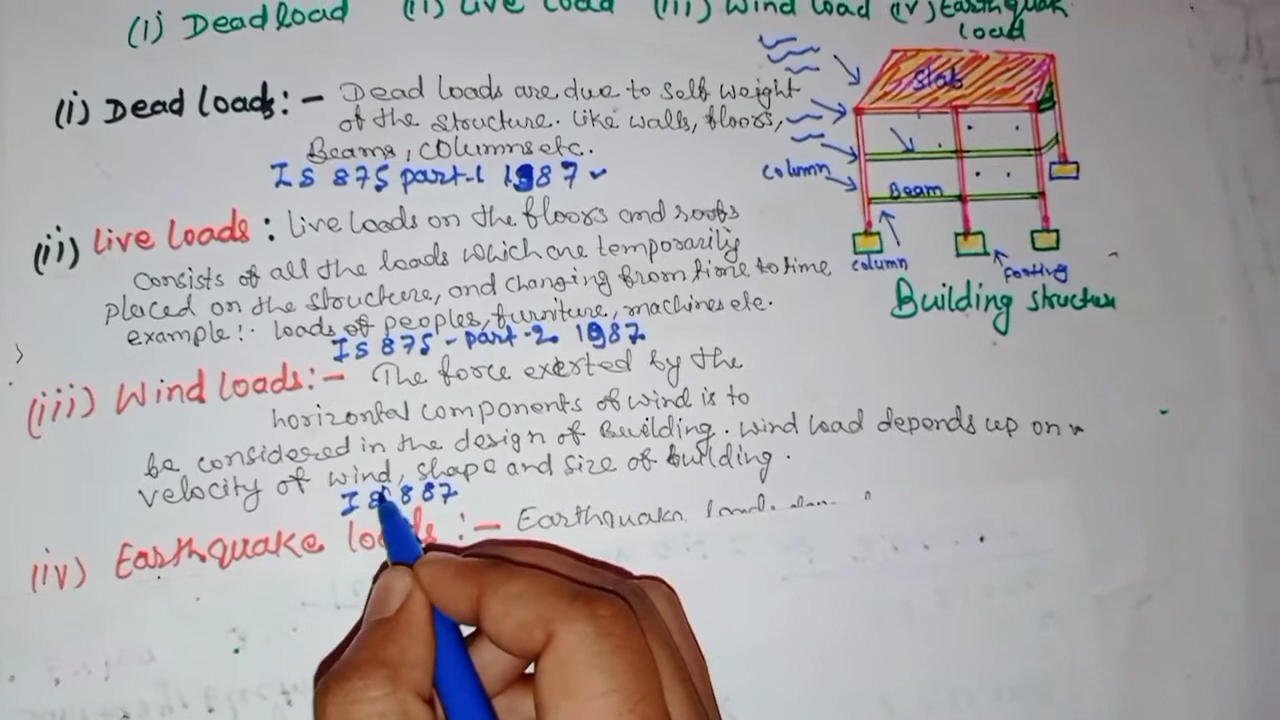 (i) Dead load (ii) Live Load (iii) Wind load (iv) Earthquak
load
(i) Dead loads:- Dead loads are due to self weight
of the structure. like walls, floors,
Beams, columns etc.
IS 875 part-1 1987
(ii) live loads: live loads on the floors and roofs
consists of all the loads which are temporarily
placed on the structure, and changing from time to time
example: loads of peoples, furniture, machines etc.
IS 875 - part-2. 1987
(iii) Wind loads:- The force exerted by the
horizontal components of wind is to
be considered in the design of Building. wind load depends up on
velocity of wind, shape and size of building.
IS 887
(iv) Earthquake loads:- Earthquake
Slab
column
Beam
column
footing
Building structure